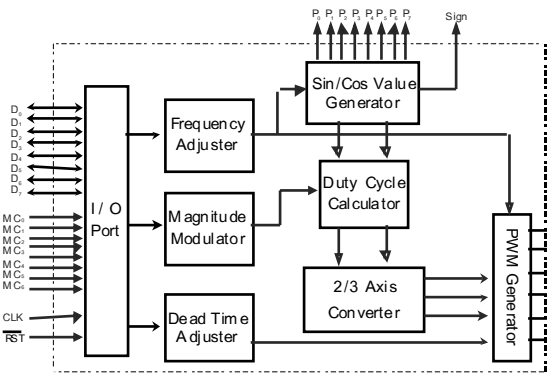 P0 P1 P2 P3 P4 P5 P6 P7
Sign
Sin/Cos Value
Generator
D0
D1
D2
D3
D4
D5
D6
D7
Frequency
Adjuster
I/O
Port
Duty Cycle
Calculator
Magnitude
Modulator
MC0
MC1
MC2
MC3
MC4
MC5
MC6
PWM Generator
2/3 Axis
Converter
CLK
RST
Dead Time
Adjuster